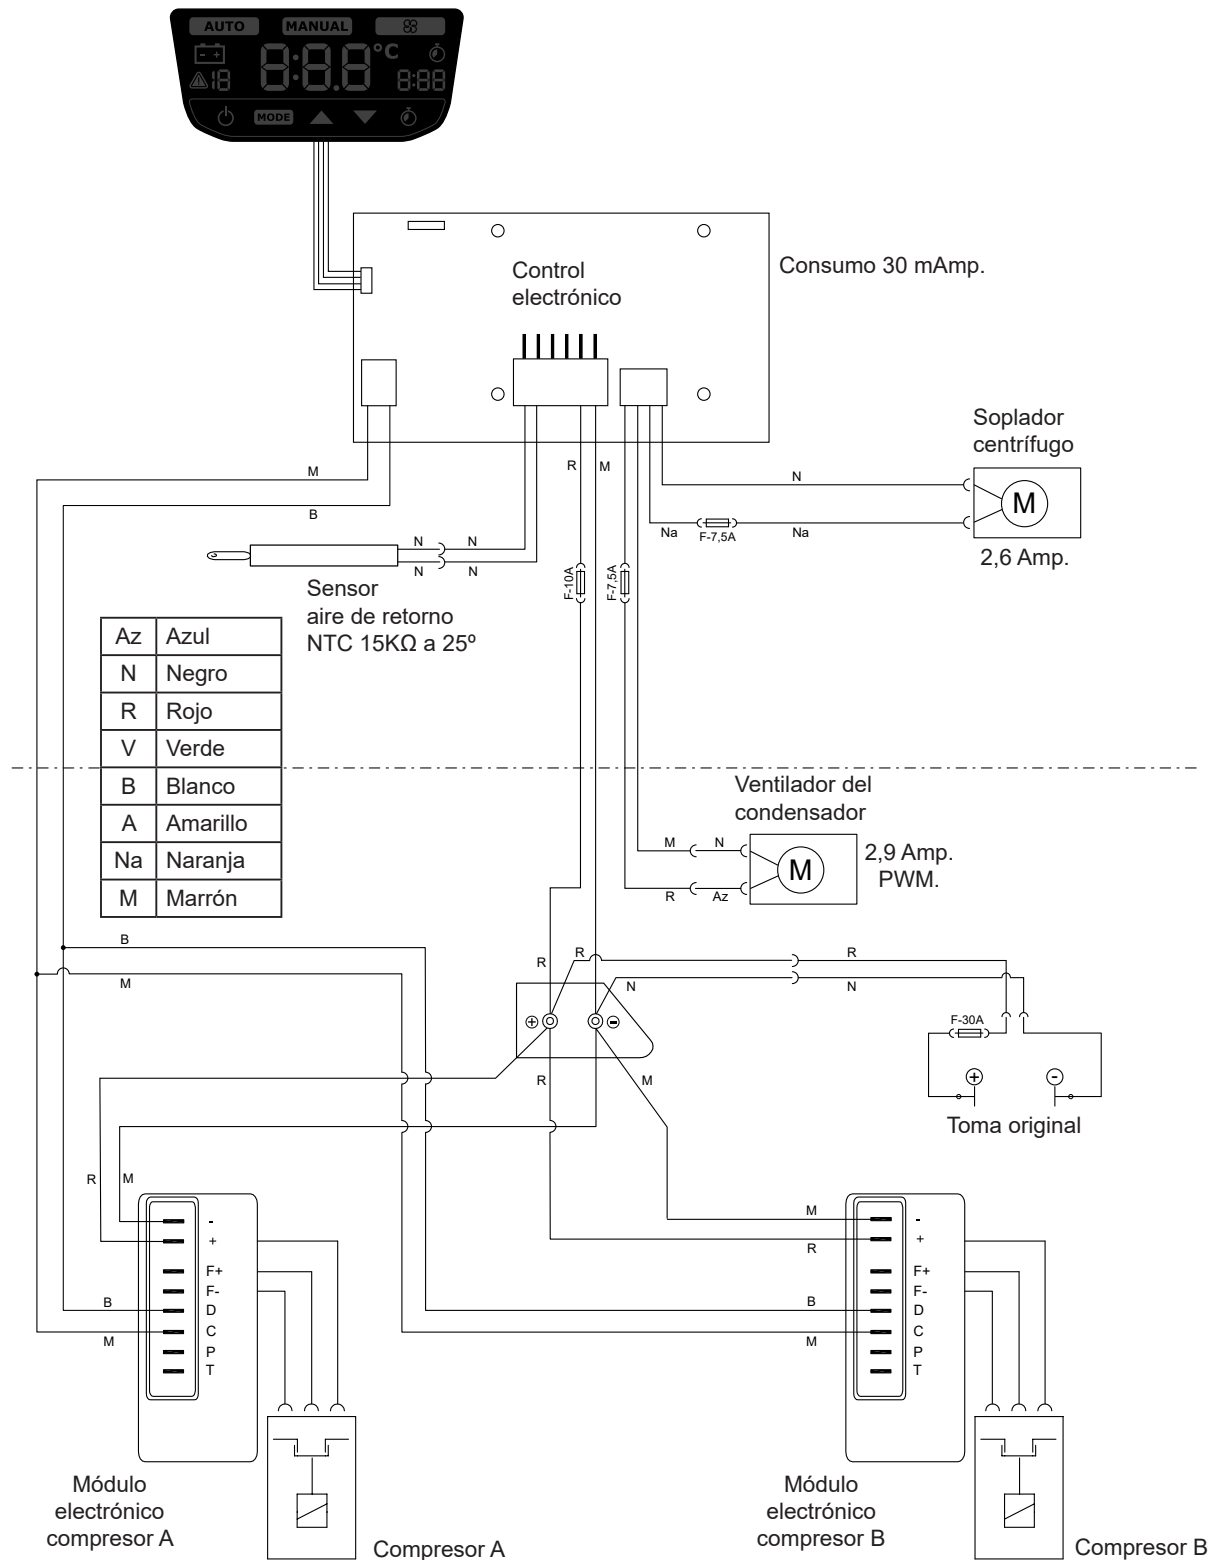 AUTO MANUAL
8:8.8 °C
18 8:88
MODE
Control
electrónico
Consumo 30 mAmp.
Soplador
centrífugo
M
2,6 Amp.
R M
N
Na F-7,5A Na
M
B
N N
N N
Sensor
aire de retorno
NTC 15KΩ a 25º
F-10A
F-7,5A
Az Azul
N Negro
R Rojo
V Verde
B Blanco
A Amarillo
Na Naranja
M Marrón
Ventilador del
condensador
M N
M
R Az
2,9 Amp.
PWM.
B
M
R
R R
N N
+ -
R
M
F-30A
+ -
Toma original
R M
-
+
F+
F-
D
C
P
T
B
M
Módulo
electrónico
compresor A
Compresor A
M
R
B
M
-
+
F+
F-
D
C
P
T
Módulo
electrónico
compresor B
Compresor B